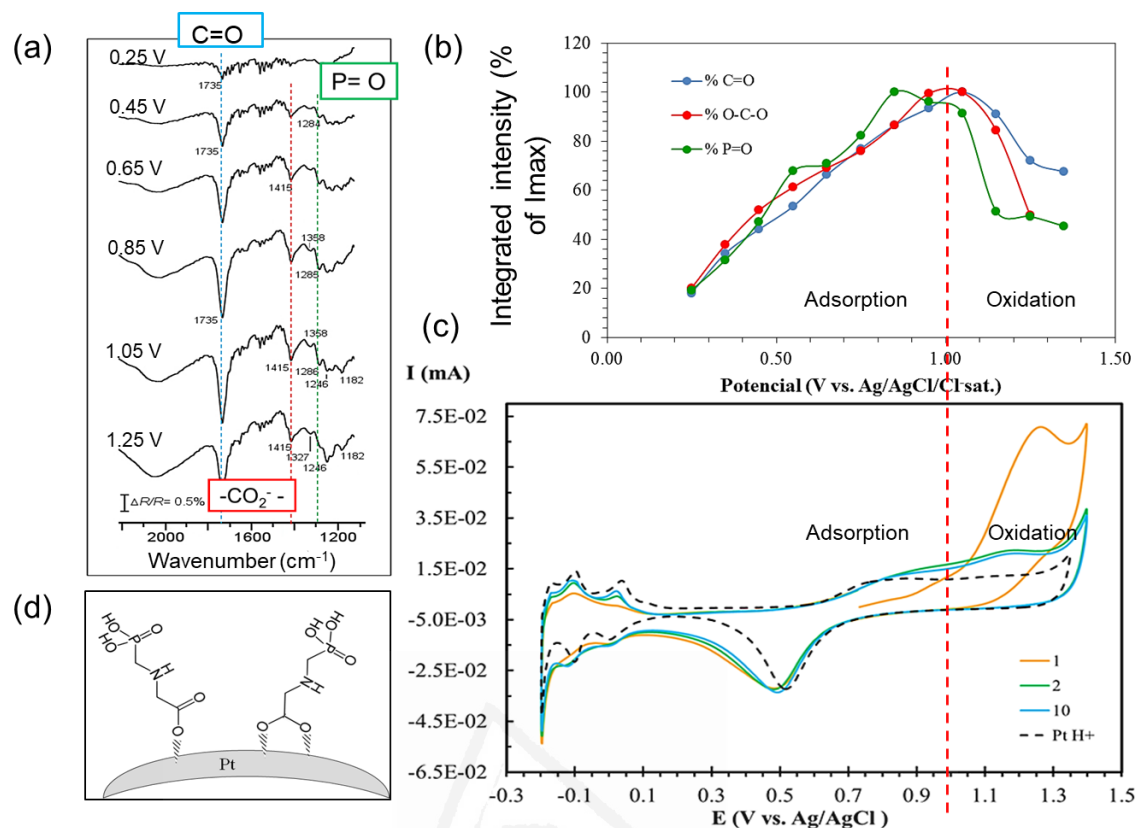 (a)
C=O
P= O
0.25 V
0.45 V
0.65 V
0.85 V
1.05 V
1.25 V
1735
1284
1735
1415
1358
1285
1735
1358
1415
1286
1246
1182
1415
1327
1246
1182
-CO₂⁻ -
ΔR/R= 0.5%
2000
1600
1200
Wavenumber (cm⁻¹)
(b)
Integrated intensity (%
of Imax)
120
100
80
60
40
20
0
% C=O
% O-C-O
% P=O
Adsorption
Oxidation
0.00
0.50
1.00
1.50
Potencial (V vs. Ag/AgCl/Cl⁻sat.)
(c)
I (mA)
7.5E-02
5.5E-02
3.5E-02
1.5E-02
-5.0E-03
-2.5E-02
-4.5E-02
-6.5E-02
Adsorption
Oxidation
1
2
10
Pt H+
-0.3
-0.1
0.1
0.3
0.5
0.7
0.9
1.1
1.3
1.5
E (V vs. Ag/AgCl )
(d)
HO
HO
P
O
N
H
O
O
OH
HO
P
O
H
N
O
O
Pt